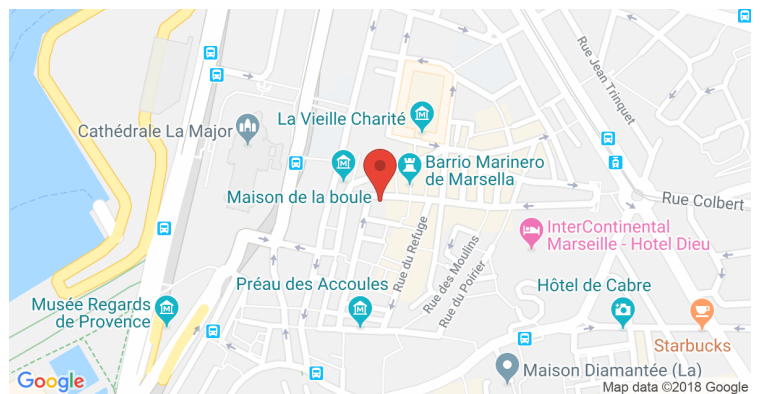 Rue Jean Trinquet
La Vieille Charité
Cathédrale La Major
Barrio Marinero
de Marsella
Maison de la boule
Rue Colbert
InterContinental
Marseille - Hotel Dieu
Rue du Refuge
Rue des Moulins
Rue du Poirier
Préau des Accoules
Hôtel de Cabre
Musée Regards
de Provence
Starbucks
Maison Diamantée (La)
Google
Map data ©2018 Google